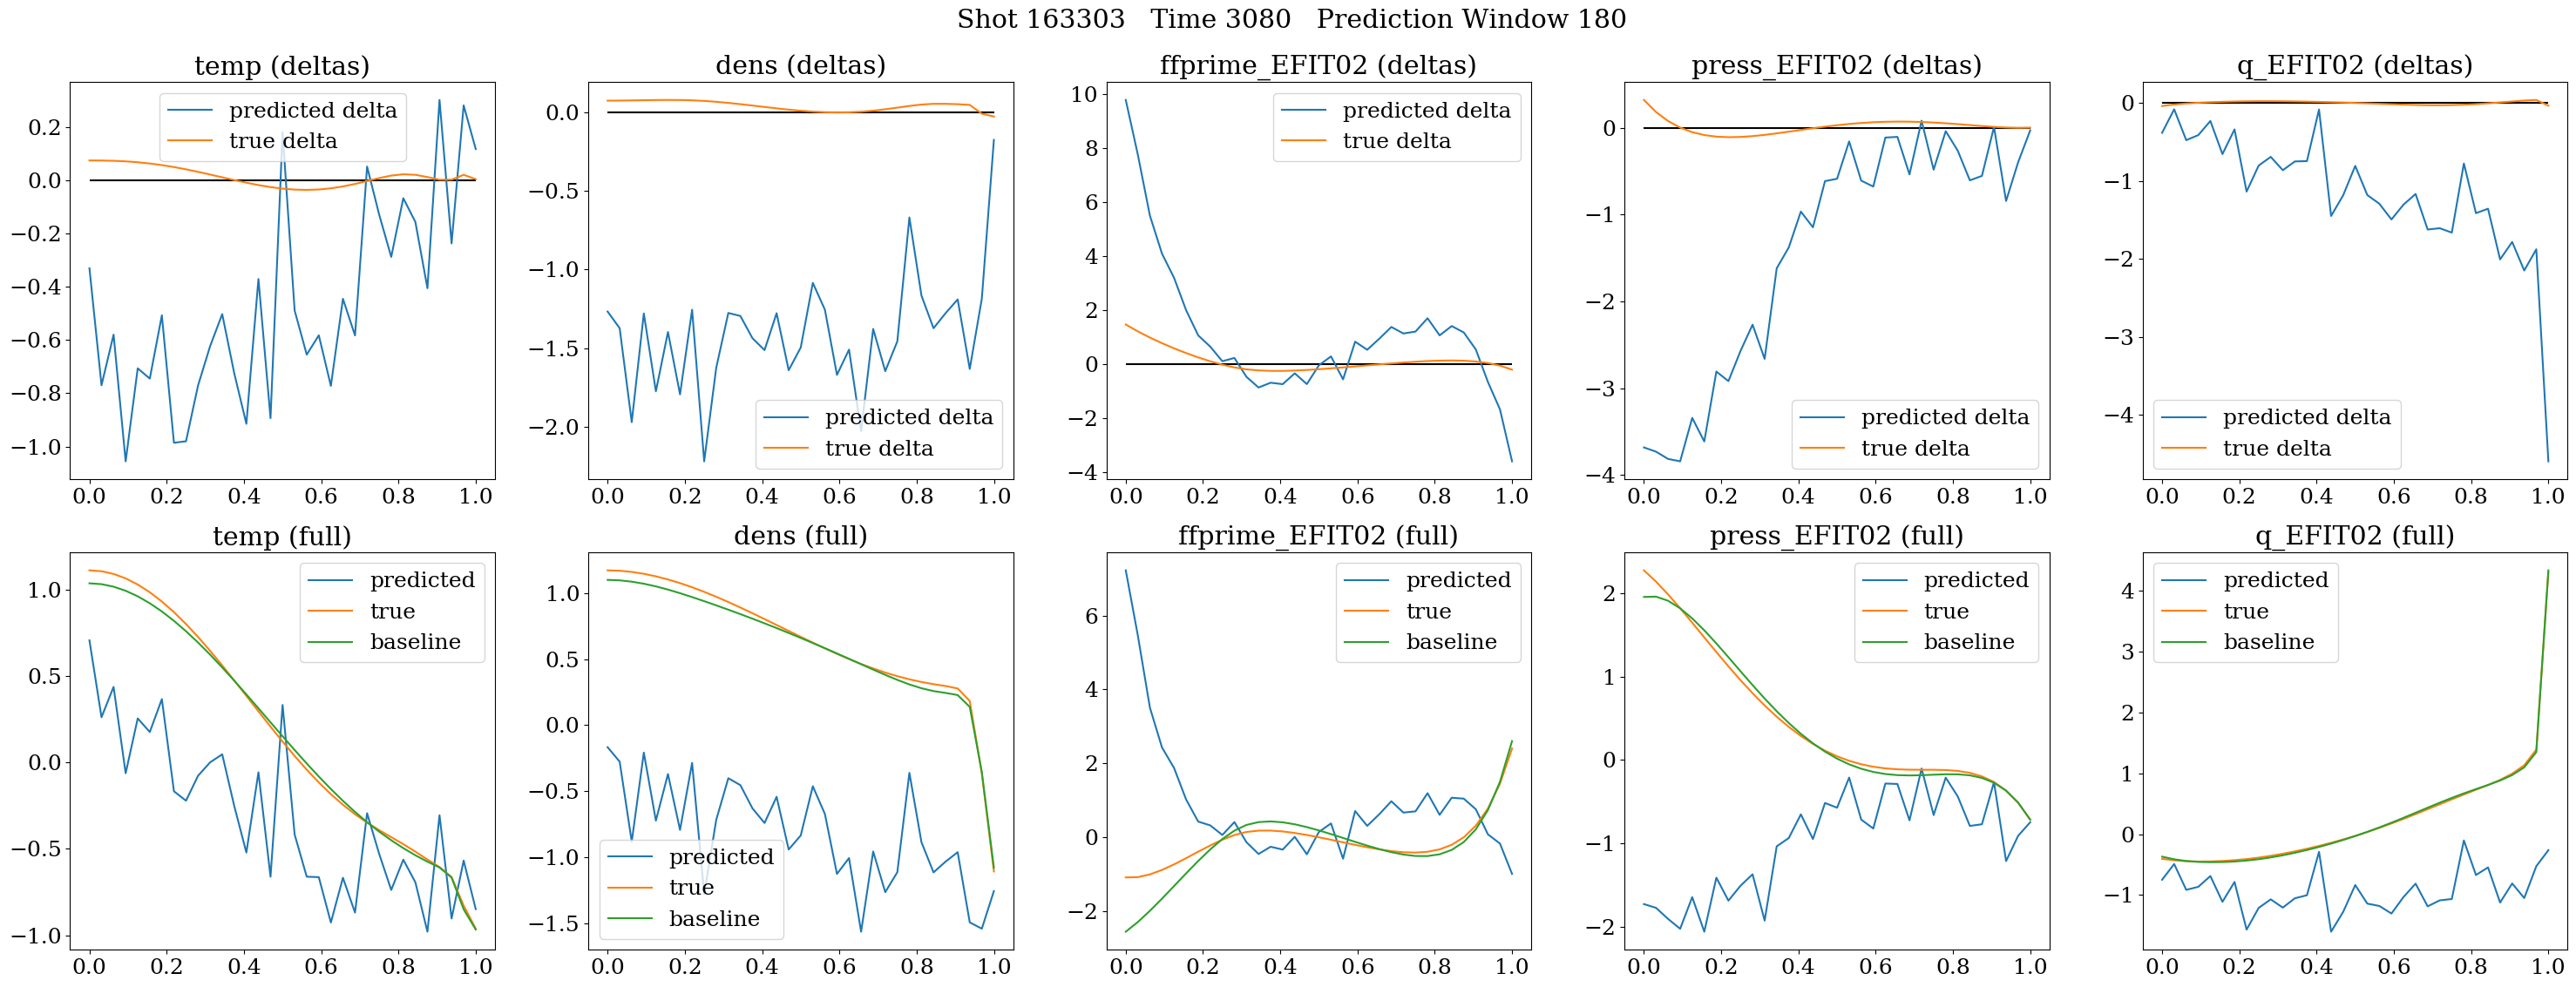 Shot 163303   Time 3080   Prediction Window 180
temp (deltas)
0.2
0.0
−0.2
−0.4
−0.6
−0.8
−1.0
0.0 0.2 0.4 0.6 0.8 1.0
predicted delta
true delta
dens (deltas)
0.0
−0.5
−1.0
−1.5
−2.0
0.0 0.2 0.4 0.6 0.8 1.0
predicted delta
true delta
ffprime_EFIT02 (deltas)
10
8
6
4
2
0
−2
−4
0.0 0.2 0.4 0.6 0.8 1.0
predicted delta
true delta
press_EFIT02 (deltas)
0
−1
−2
−3
−4
0.0 0.2 0.4 0.6 0.8 1.0
predicted delta
true delta
q_EFIT02 (deltas)
0
−1
−2
−3
−4
0.0 0.2 0.4 0.6 0.8 1.0
predicted delta
true delta
temp (full)
1.0
0.5
0.0
−0.5
−1.0
0.0 0.2 0.4 0.6 0.8 1.0
predicted
true
baseline
dens (full)
1.0
0.5
0.0
−0.5
−1.0
−1.5
0.0 0.2 0.4 0.6 0.8 1.0
predicted
true
baseline
ffprime_EFIT02 (full)
6
4
2
0
−2
0.0 0.2 0.4 0.6 0.8 1.0
predicted
true
baseline
press_EFIT02 (full)
2
1
0
−1
−2
0.0 0.2 0.4 0.6 0.8 1.0
predicted
true
baseline
q_EFIT02 (full)
4
3
2
1
0
−1
0.0 0.2 0.4 0.6 0.8 1.0
predicted
true
baseline